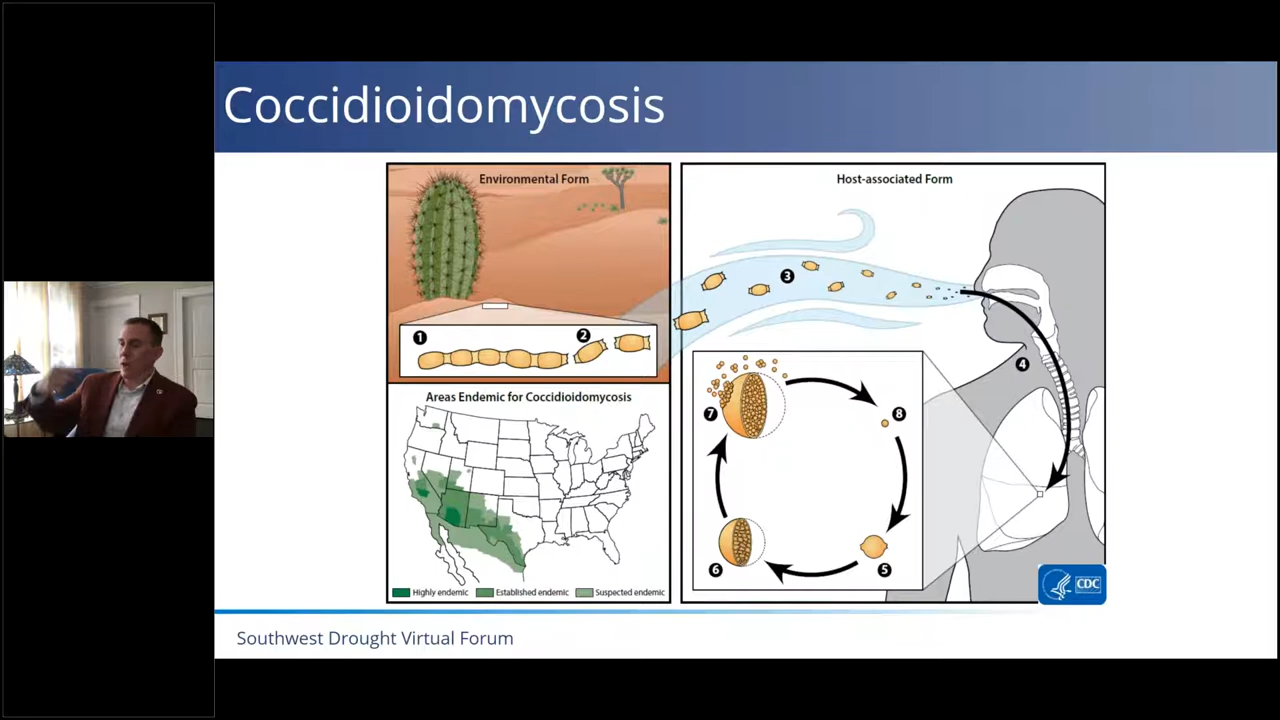 Coccidioidomycosis
Environmental Form
1
2
Areas Endemic for Coccidioidomycosis
Highly endemic
Established endemic
Suspected endemic
Host-associated Form
3
4
7
8
6
5
CDC
Southwest Drought Virtual Forum